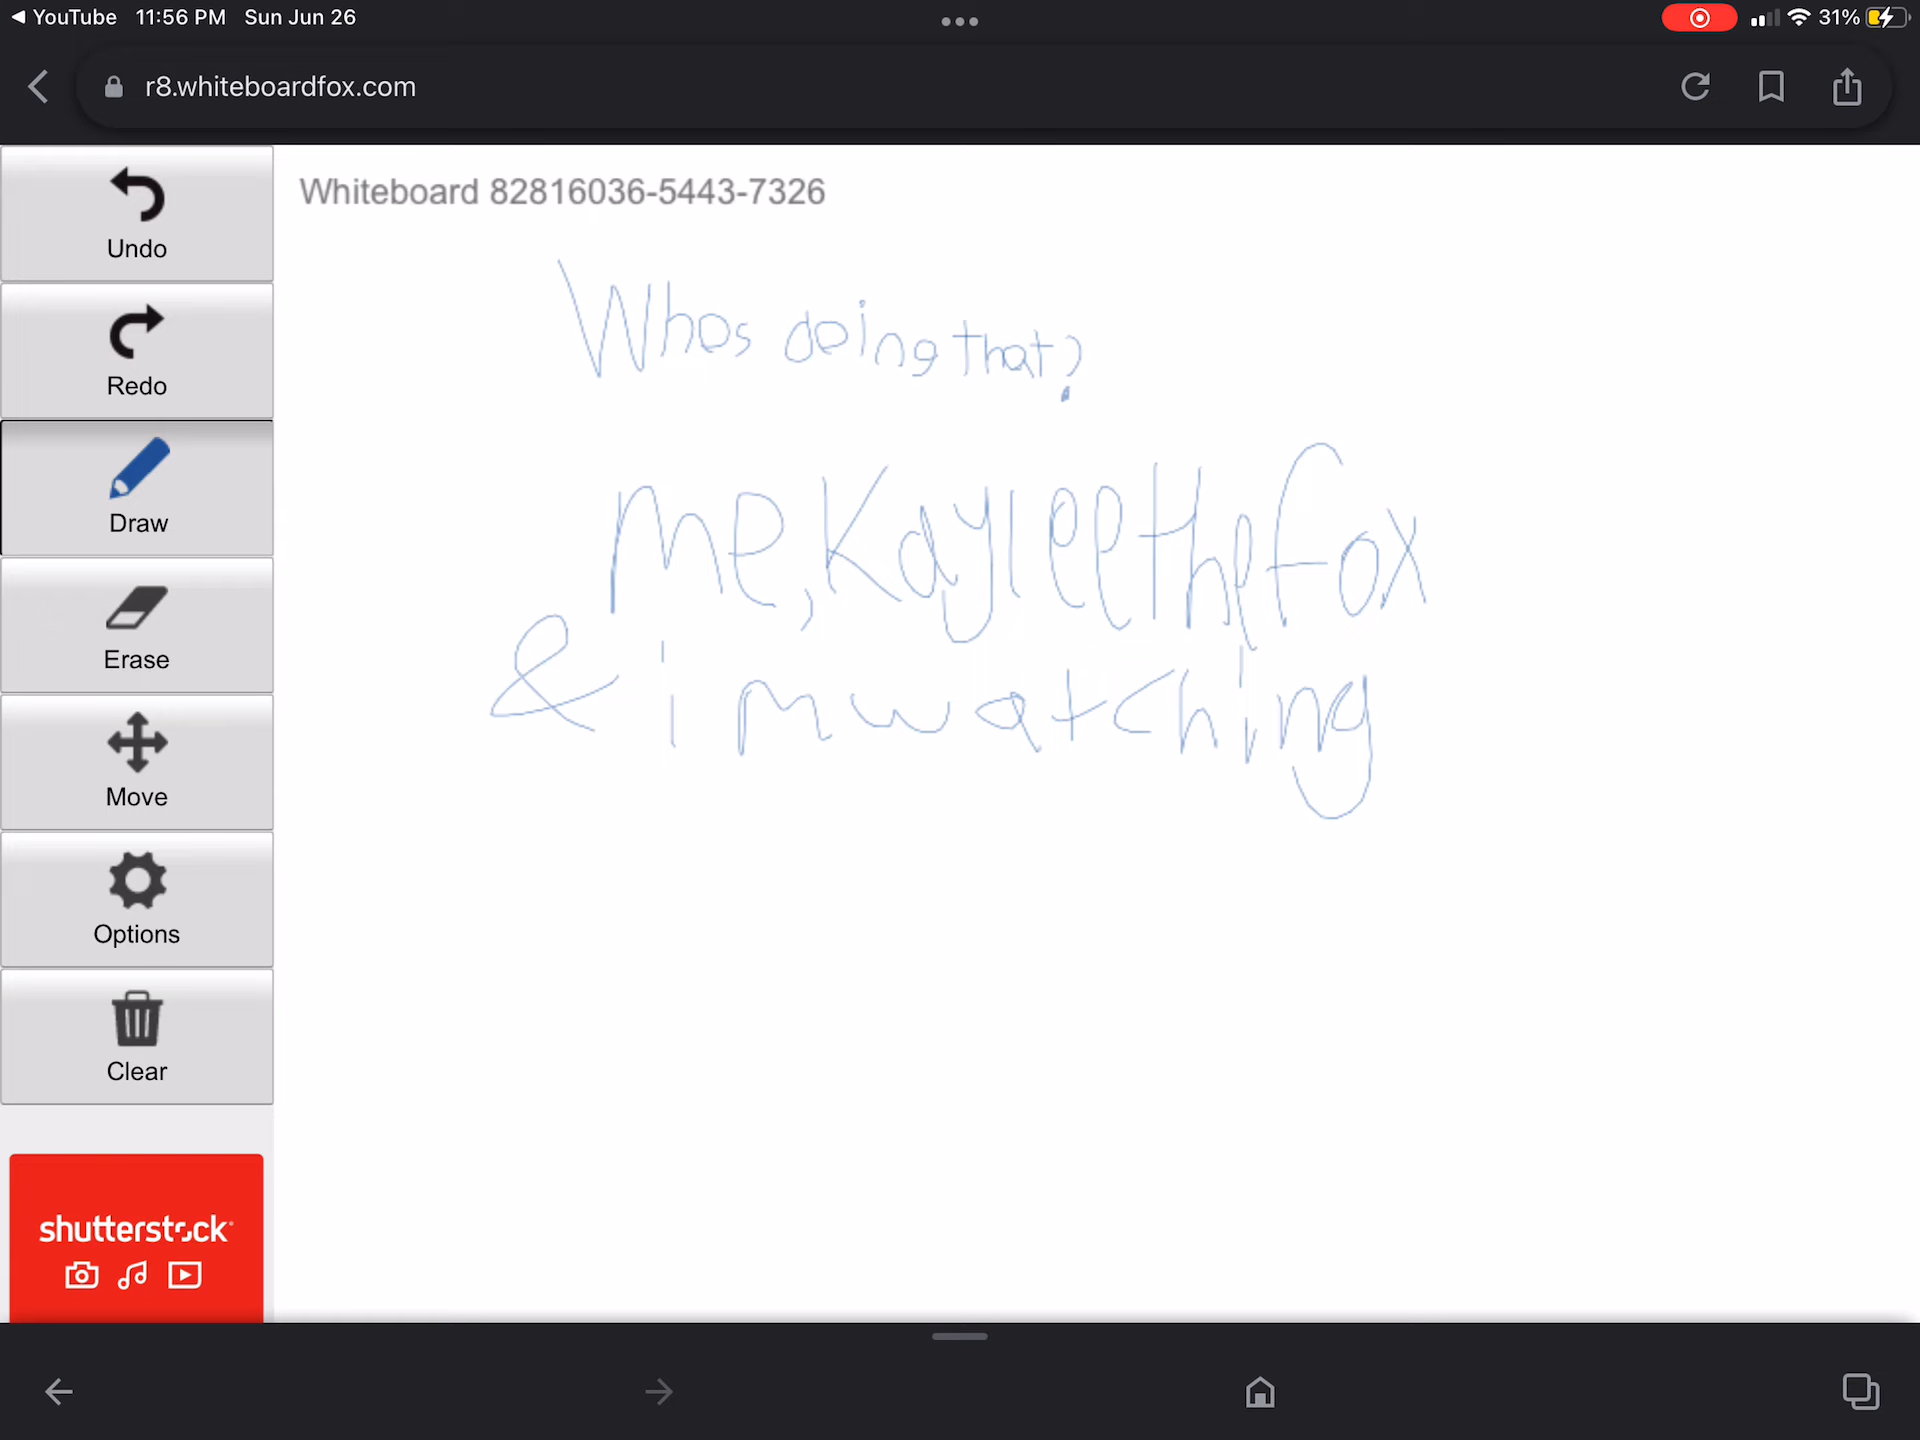 YouTube 11:56 PM Sun Jun 26 31%
r8.whiteboardfox.com
Undo
Redo
Draw
Erase
Move
Options
Clear
shutterstock
Whiteboard 82816036-5443-7326
Whos doing that?
me, Kayleethefox
& im watching